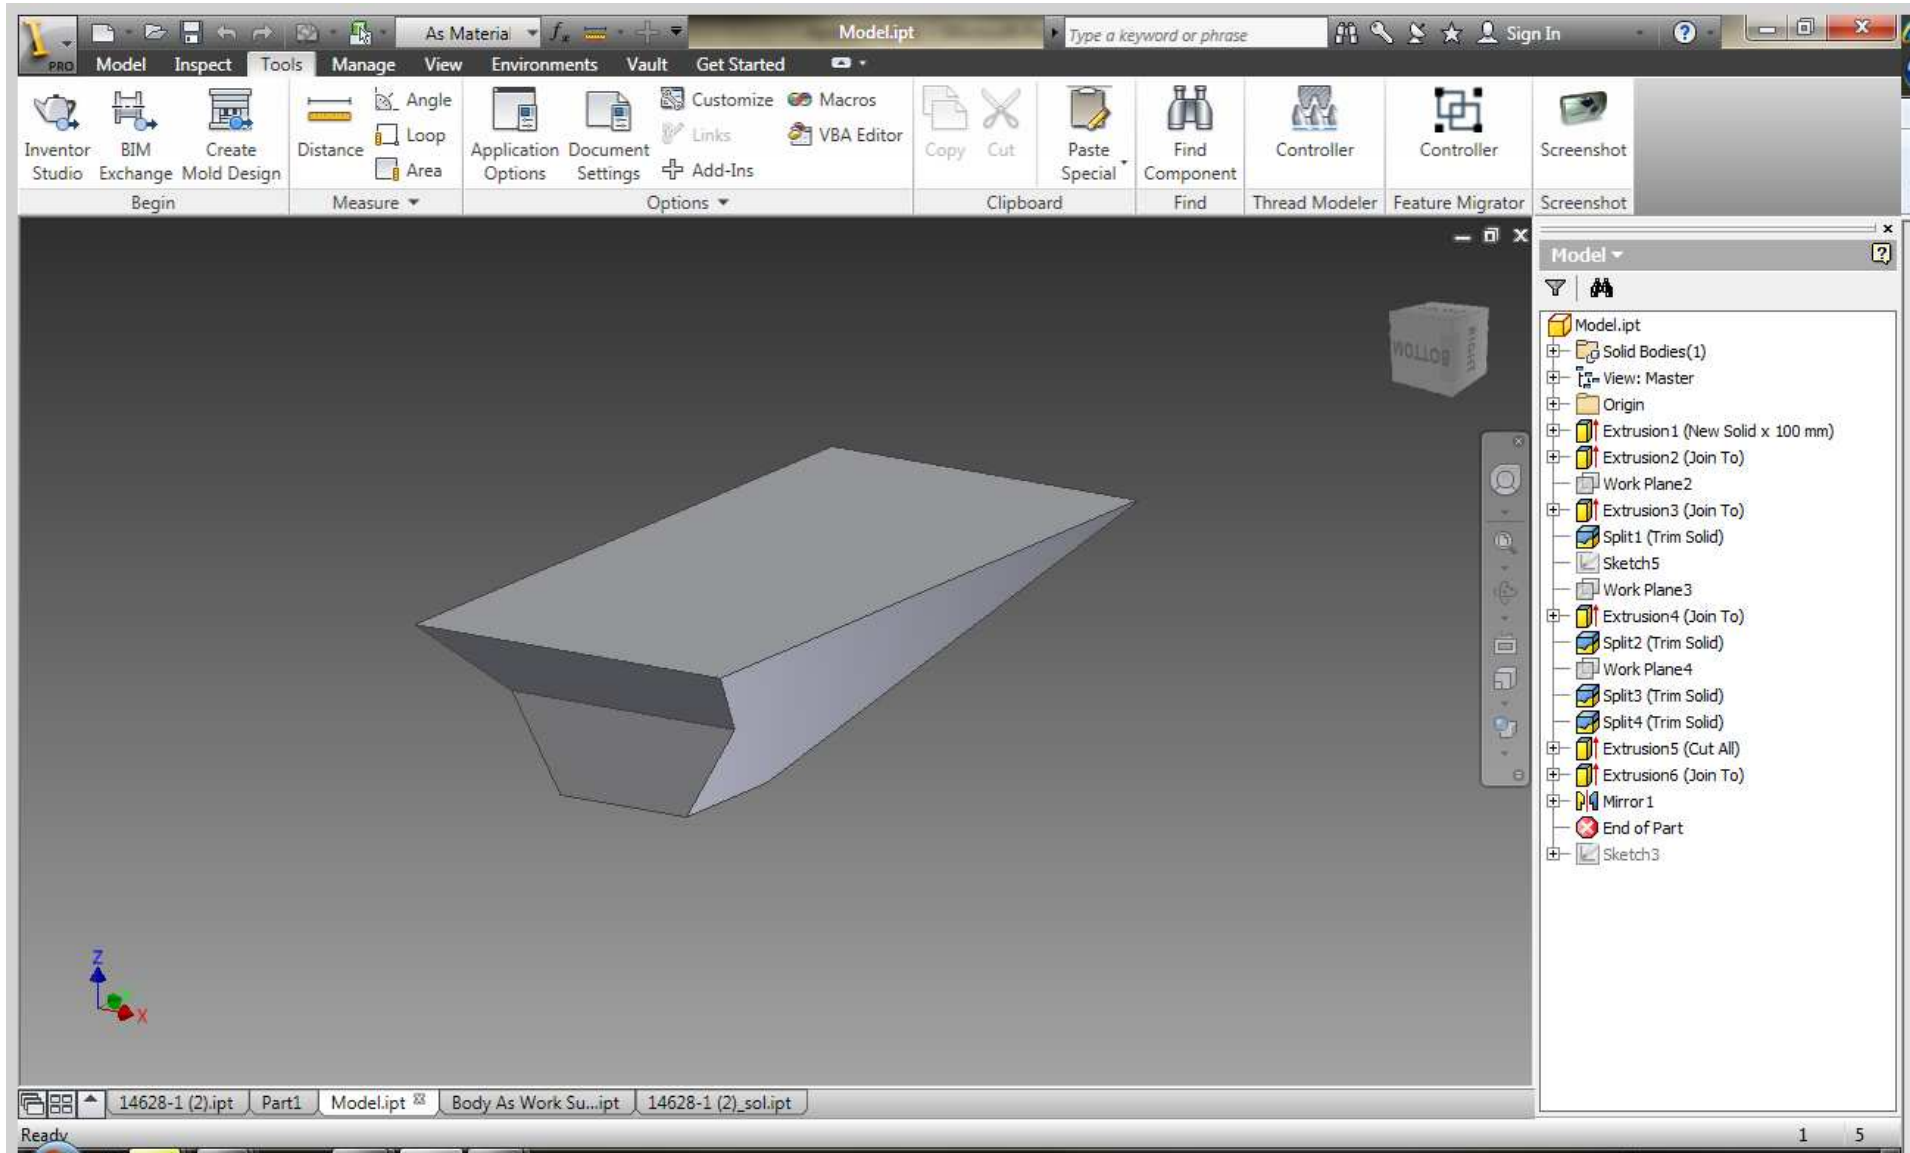 As Material
Model.ipt
Type a keyword or phrase
Sign In
PRO
Model Inspect Tools Manage View Environments Vault Get Started
Inventor Studio
BIM Exchange
Create Mold Design
Distance
Angle
Loop
Area
Application Options
Document Settings
Customize
Links
Add-Ins
Macros
VBA Editor
Copy
Cut
Paste Special
Find Component
Controller
Controller
Screenshot
Begin
Measure
Options
Clipboard
Find
Thread Modeler
Feature Migrator
Screenshot
Model
BOTTOM
Model.ipt
Solid Bodies(1)
View: Master
Origin
Extrusion1 (New Solid x 100 mm)
Extrusion2 (Join To)
Work Plane2
Extrusion3 (Join To)
Split1 (Trim Solid)
Sketch5
Work Plane3
Extrusion4 (Join To)
Split2 (Trim Solid)
Work Plane4
Split3 (Trim Solid)
Split4 (Trim Solid)
Extrusion5 (Cut All)
Extrusion6 (Join To)
Mirror1
End of Part
Sketch3
Z
X
14628-1 (2).ipt
Part1
Model.ipt
Body As Work Su...ipt
14628-1 (2)_sol.ipt
Ready
1 5